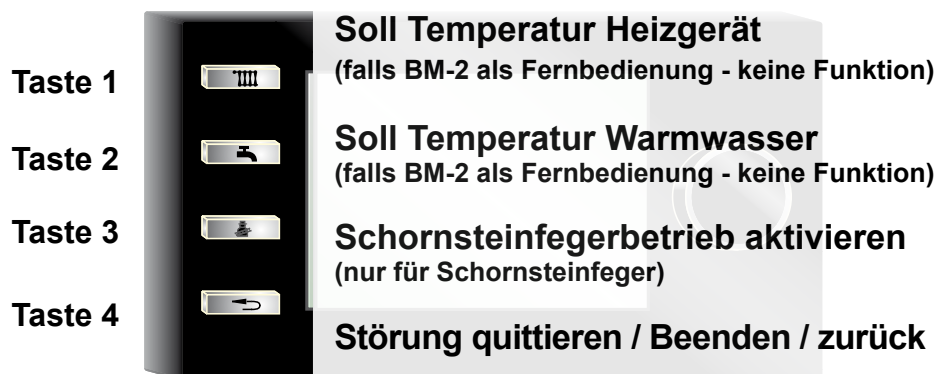 Soll Temperatur Heizgerät
Taste 1
(falls BM-2 als Fernbedienung - keine Funktion)
Taste 2
Soll Temperatur Warmwasser
(falls BM-2 als Fernbedienung - keine Funktion)
Taste 3
Schornsteinfegerbetrieb aktivieren
(nur für Schornsteinfeger)
Taste 4
Störung quittieren / Beenden / zurück